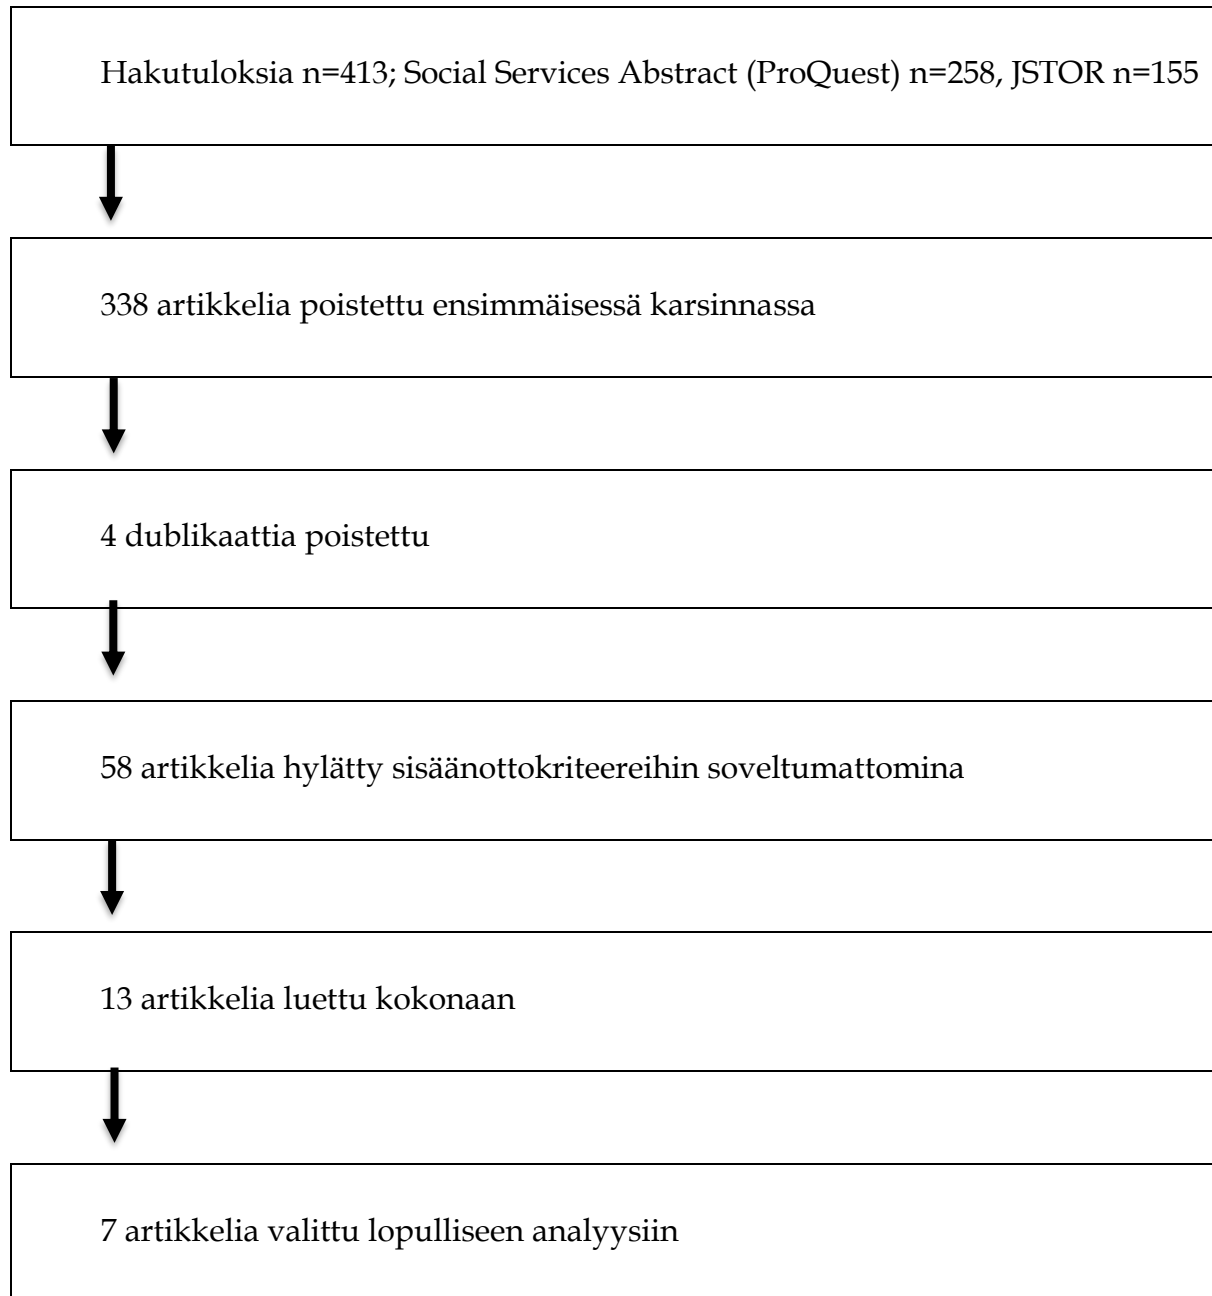 Hakutuloksia n=413; Social Services Abstract (ProQuest) n=258, JSTOR n=155
338 artikkelia poistettu ensimmäisessä karsinnassa
4 dublikaattia poistettu
58 artikkelia hylätty sisäänottokriteereihin soveltumattomina
13 artikkelia luettu kokonaan
7 artikkelia valittu lopulliseen analyysiin